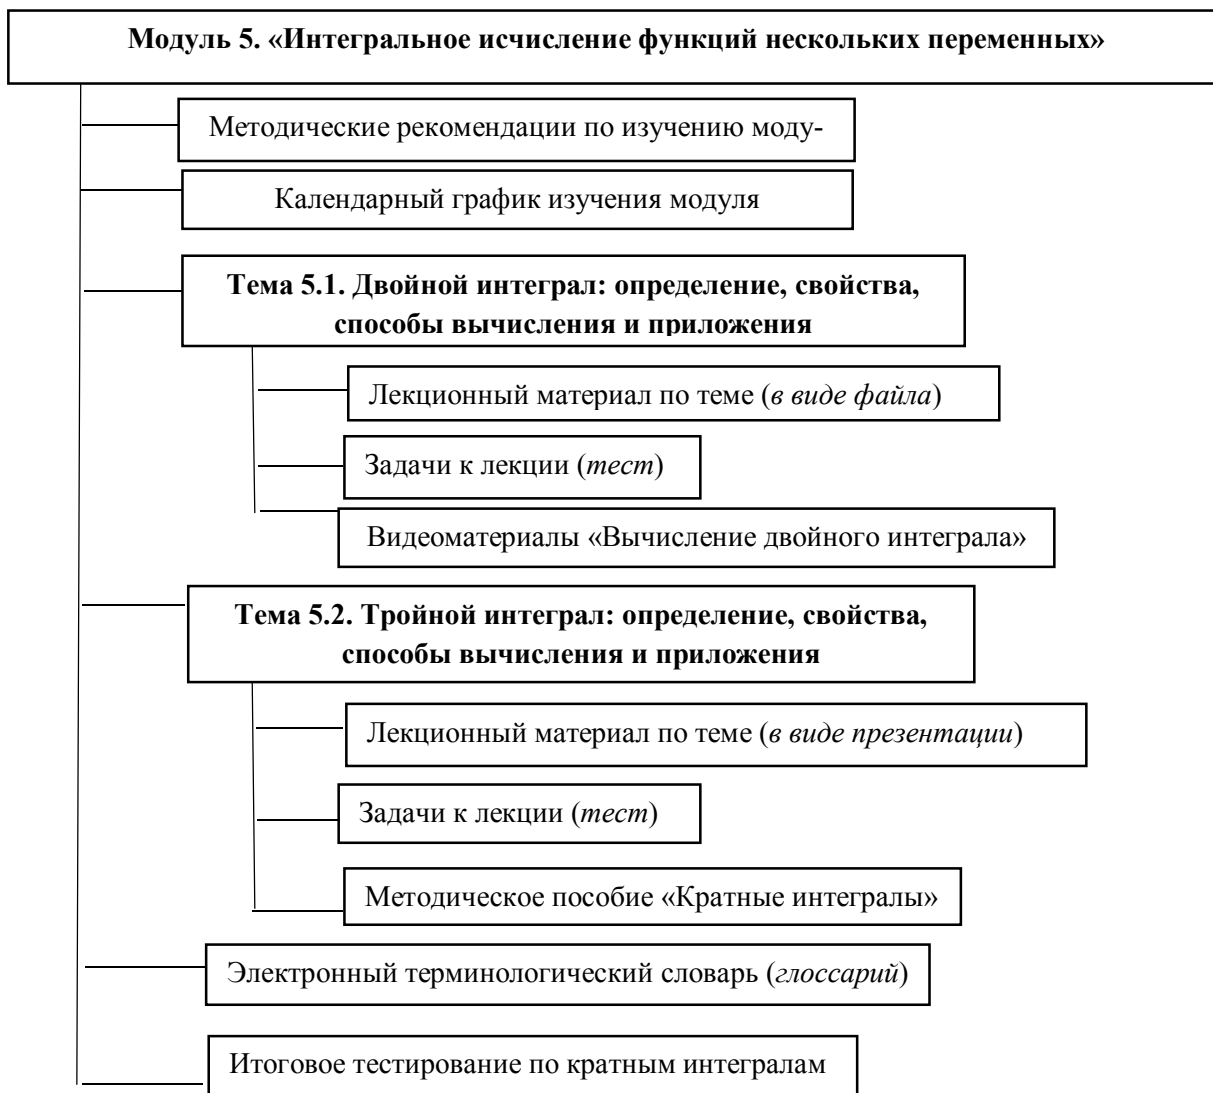 Модуль 5. «Интегральное исчисление функций нескольких переменных»
Методические рекомендации по изучению моду-
Календарный график изучения модуля
Тема 5.1. Двойной интеграл: определение, свойства,
способы вычисления и приложения
Лекционный материал по теме (в виде файла)
Задачи к лекции (тест)
Видеоматериалы «Вычисление двойного интеграла»
Тема 5.2. Тройной интеграл: определение, свойства,
способы вычисления и приложения
Лекционный материал по теме (в виде презентации)
Задачи к лекции (тест)
Методическое пособие «Кратные интегралы»
Электронный терминологический словарь (глоссарий)
Итоговое тестирование по кратным интегралам